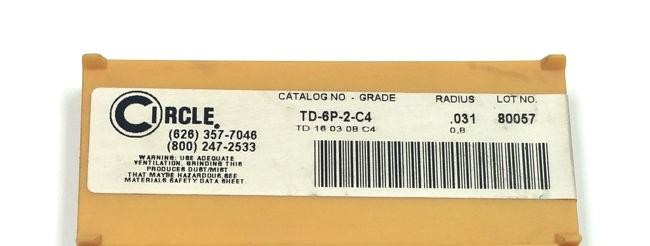 CIRCLE
(626) 357-7046
(800) 247-2533
WARNING: USE ADEQUATE
VENTILATION. GRINDING THIS
PRODUCES DUST/MIST
THAT MAYBE HAZARDOUS.SEE
MATERIALS SAFETY DATA SHEET.
CATALOG NO - GRADE RADIUS LOT NO.
TD-6P-2-C4 .031 80057
TD 16 03 08 C4 0,8